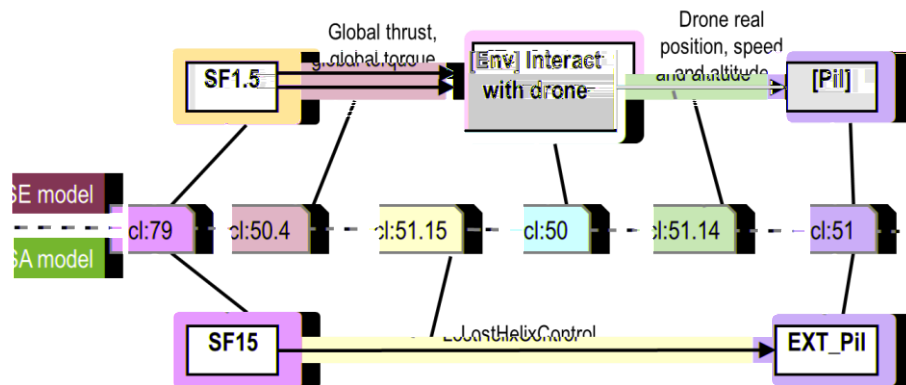 Global thrust,
global torque
Drone real
position, speed
and attitude
SF1.5
[Env] Interact
with drone
[Pil]
SE model
cl:79
cl:50.4
cl:51.15
cl:50
cl:51.14
cl:51
SA model
LostHelixControl
SF15
EXT_Pil